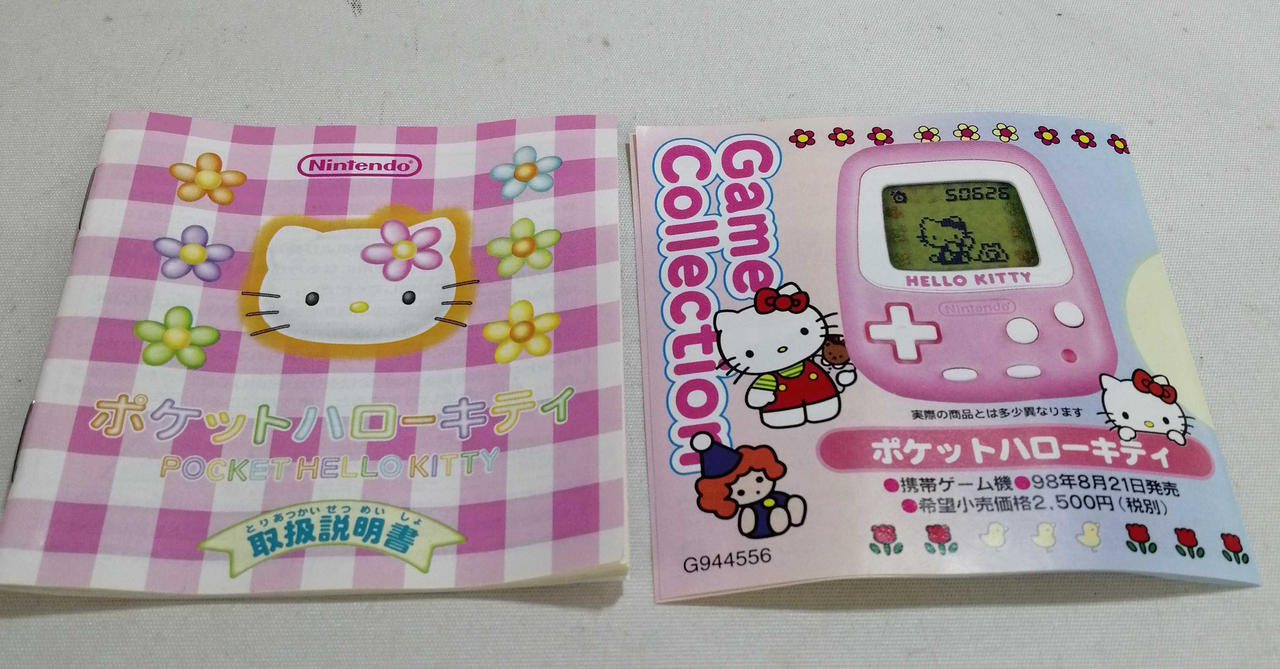 Nintendo®
ポケットハローキティ
POCKET HELLO KITTY
とりあつかいせつめいしょ
取扱説明書
Game
Collection
50626
HELLO KITTY
Nintendo
実際の商品とは多少異なります
ポケットハローキティ
●携帯ゲーム機●98年8月21日発売
●希望小売価格2,500円(税別)
G944556